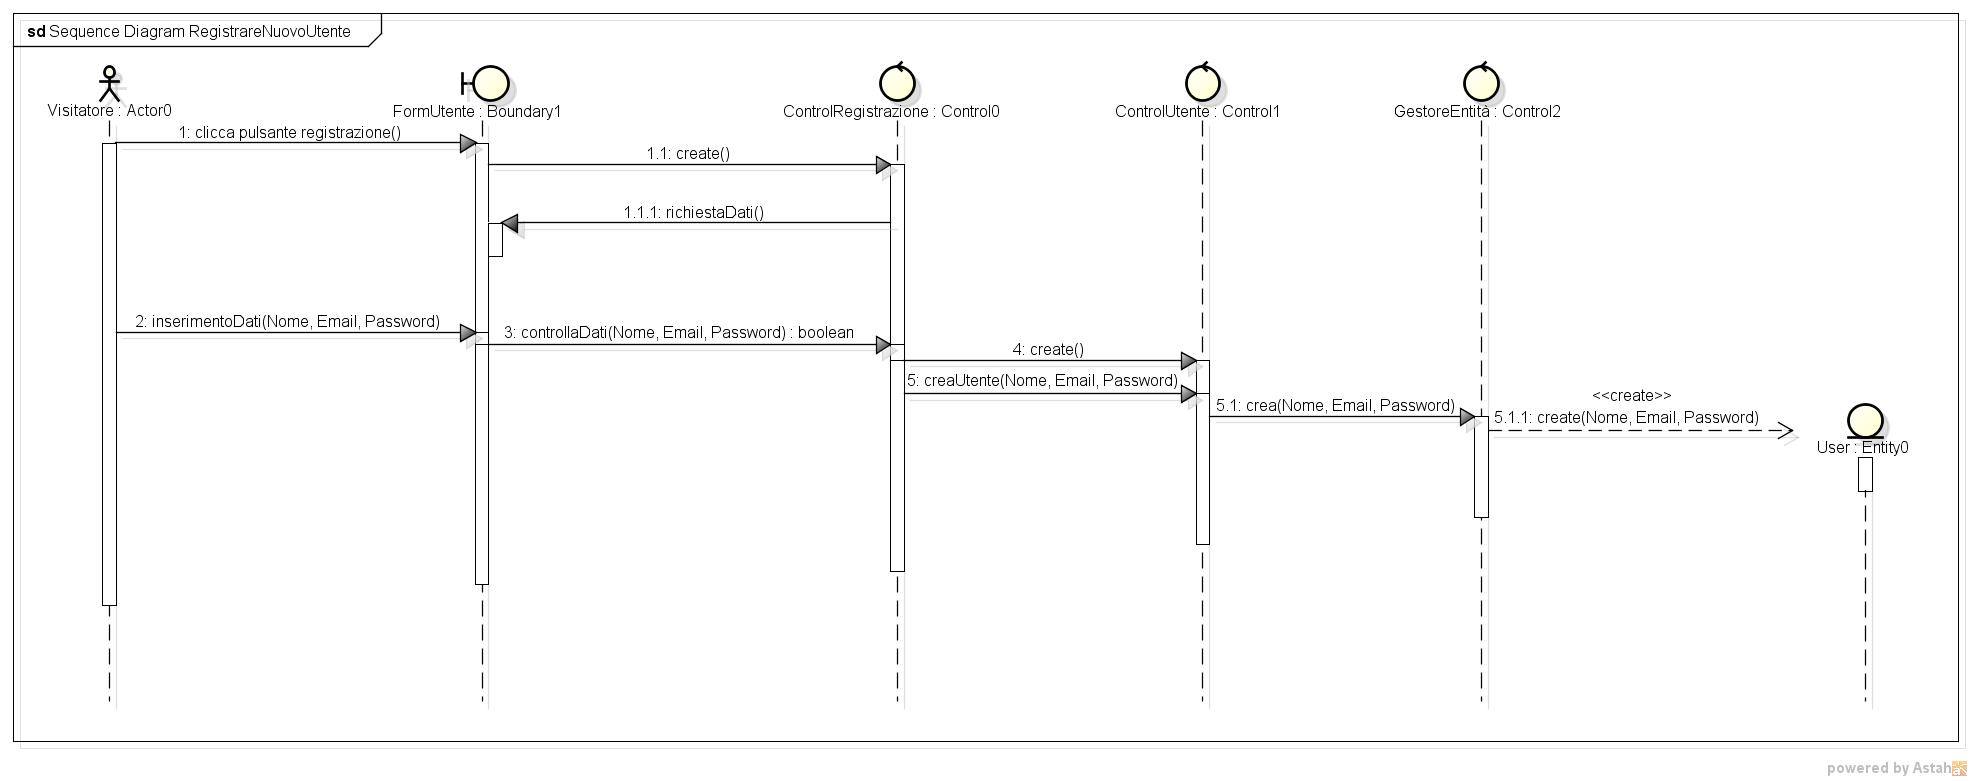 sd Sequence Diagram RegistrareNuovoUtente
Visitatore : Actor0
FormUtente : Boundary1
ControlRegistrazione : Control0
ControlUtente : Control1
GestoreEntità : Control2
1: clicca pulsante registrazione()
1.1: create()
1.1.1: richiestaDati()
2: inserimentoDati(Nome, Email, Password)
3: controllaDati(Nome, Email, Password) : boolean
4: create()
5: creaUtente(Nome, Email, Password)
5.1: crea(Nome, Email, Password)
<<create>>
5.1.1: create(Nome, Email, Password)
User : Entity0
powered by Astah